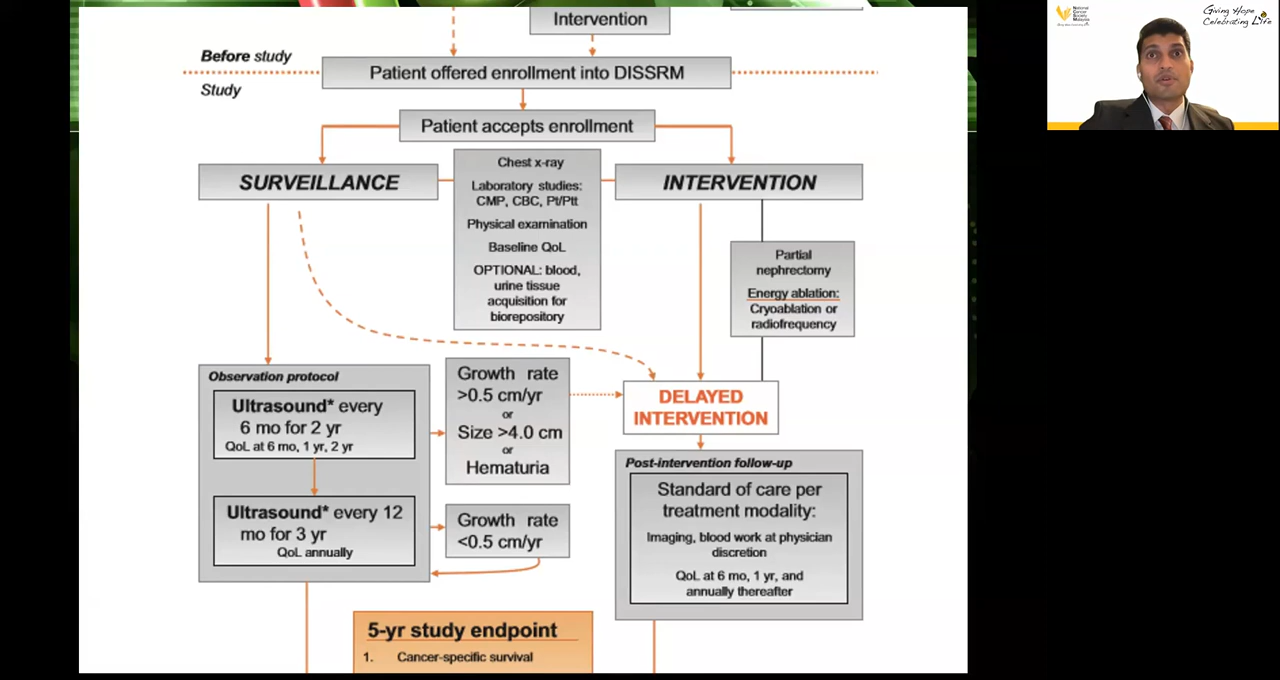 Intervention
Before study
Patient offered enrollment into DISSRM
Study
Patient accepts enrollment
SURVEILLANCE
Chest x-ray
Laboratory studies:
CMP, CBC, Pt/Ptt
Physical examination
Baseline QoL
OPTIONAL: blood,
urine tissue
acquisition for
biorepository
INTERVENTION
Partial
nephrectomy
Energy ablation:
Cryoablation or
radiofrequency
Observation protocol
Ultrasound* every
6 mo for 2 yr
QoL at 6 mo, 1 yr, 2 yr
Ultrasound* every 12
mo for 3 yr
QoL annually
Growth rate
>0.5 cm/yr
or
Size >4.0 cm
or
Hematuria
Growth rate
<0.5 cm/yr
DELAYED
INTERVENTION
Post-intervention follow-up
Standard of care per
treatment modality:
Imaging, blood work at physician
discretion
QoL at 6 mo, 1 yr, and
annually thereafter
5-yr study endpoint
1. Cancer-specific survival
National
Cancer
Society
Malaysia
Giving Hope
Celebrating Life